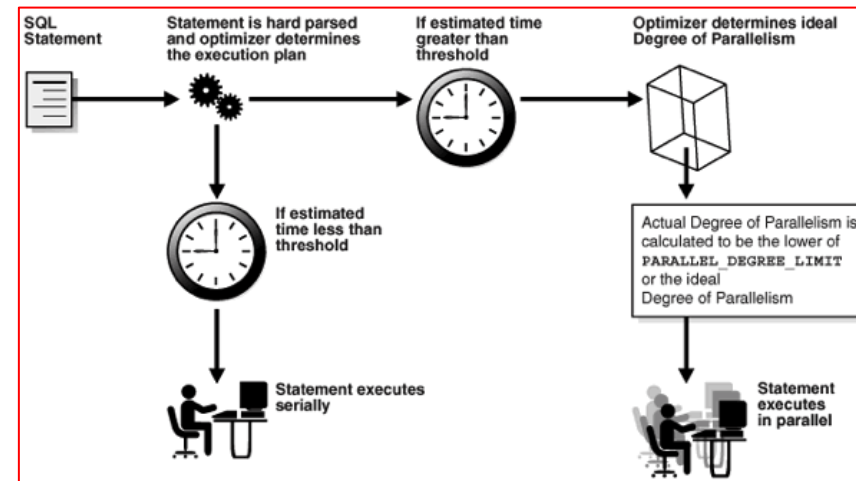 SQL
Statement
Statement is hard parsed
and optimizer determines
the execution plan
If estimated time
greater than
threshold
Optimizer determines ideal
Degree of Parallelism
If estimated
time less than
threshold
Actual Degree of Parallelism is
calculated to be the lower of
PARALLEL_DEGREE_LIMIT
or the ideal
Degree of Parallelism
Statement executes
serially
Statement
executes
in parallel